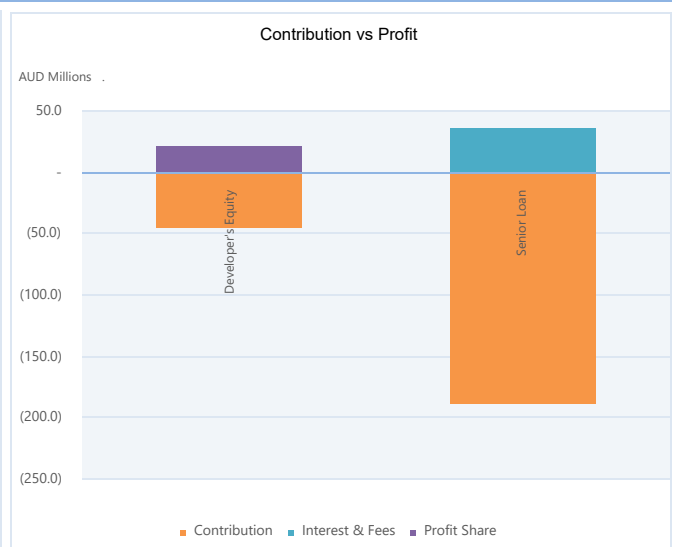 Contribution vs Profit
AUD Millions .
50.0
-
(50.0)
(100.0)
(150.0)
(200.0)
(250.0)
Developer's Equity
Senior Loan
Contribution Interest & Fees Profit Share